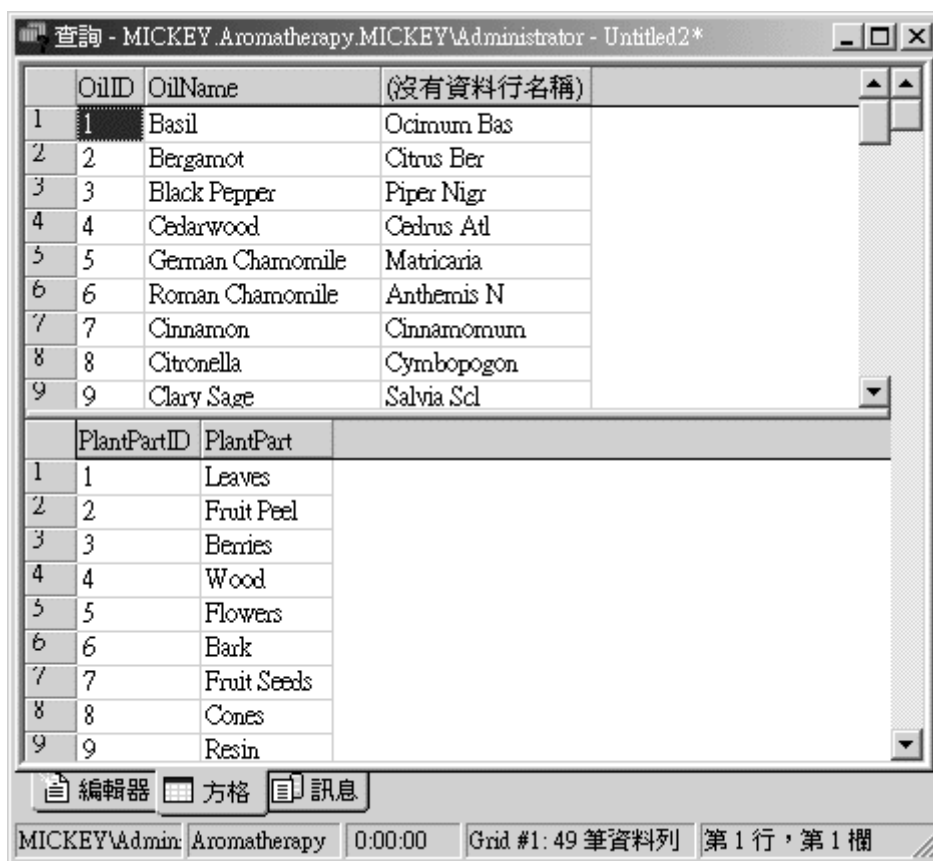 查詢 - MICKEY.Aromatherapy.MICKEY\Administrator - Untitled2*
OilID OilName (沒有資料行名稱)
1 1 Basil Ocimum Bas
2 2 Bergamot Citrus Ber
3 3 Black Pepper Piper Nigr
4 4 Cedarwood Cedrus Atl
5 5 German Chamomile Matricaria
6 6 Roman Chamomile Anthemis N
7 7 Cinnamon Cinnamomum
8 8 Citronella Cymbopogon
9 9 Clary Sage Salvia Scl
PlantPartID PlantPart
1 1 Leaves
2 2 Fruit Peel
3 3 Berries
4 4 Wood
5 5 Flowers
6 6 Bark
7 7 Fruit Seeds
8 8 Cones
9 9 Resin
編輯器 方格 訊息
MICKEY\Admin Aromatherapy 0:00:00 Grid #1: 49 筆資料列 第 1 行，第 1 欄